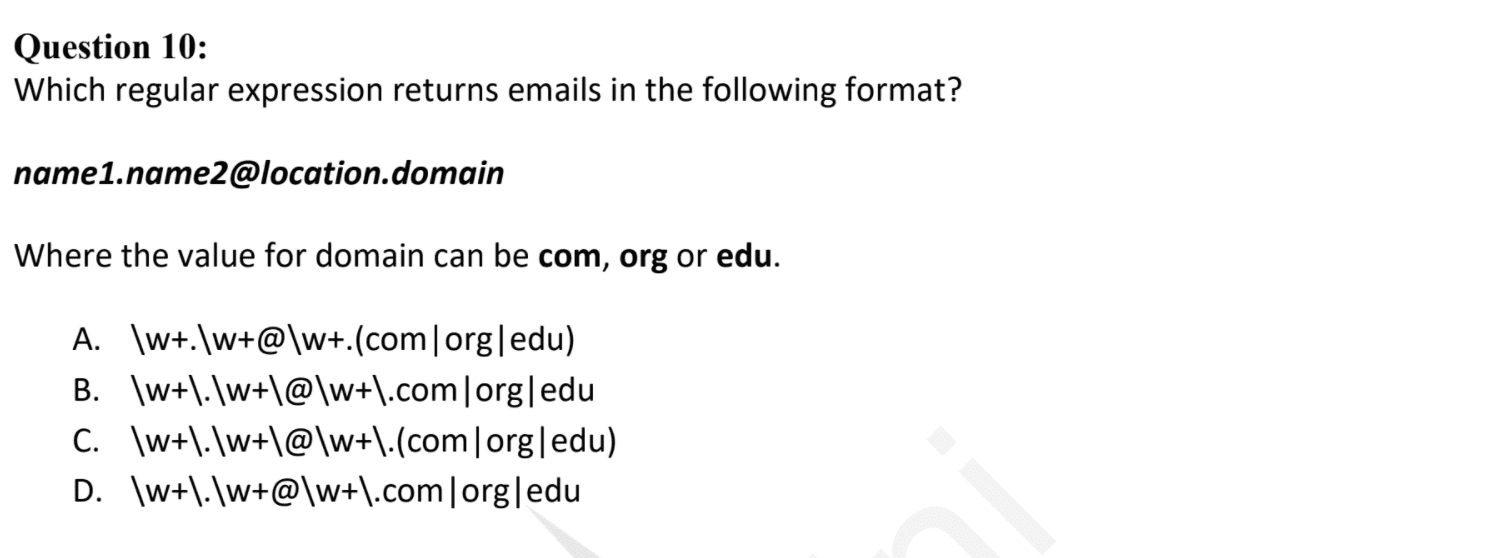 Question 10:
Which regular expression returns emails in the following format?
name1.name2@location.domain
Where the value for domain can be com, org or edu.
A. \w+.\w+@\w+.(com|org|edu)
B. \w+\.\w+\@\w+\.com|org|edu
C. \w+\.\w+\@\w+\.(com|org|edu)
D. \w+\.\w+@\w+\.com|org|edu